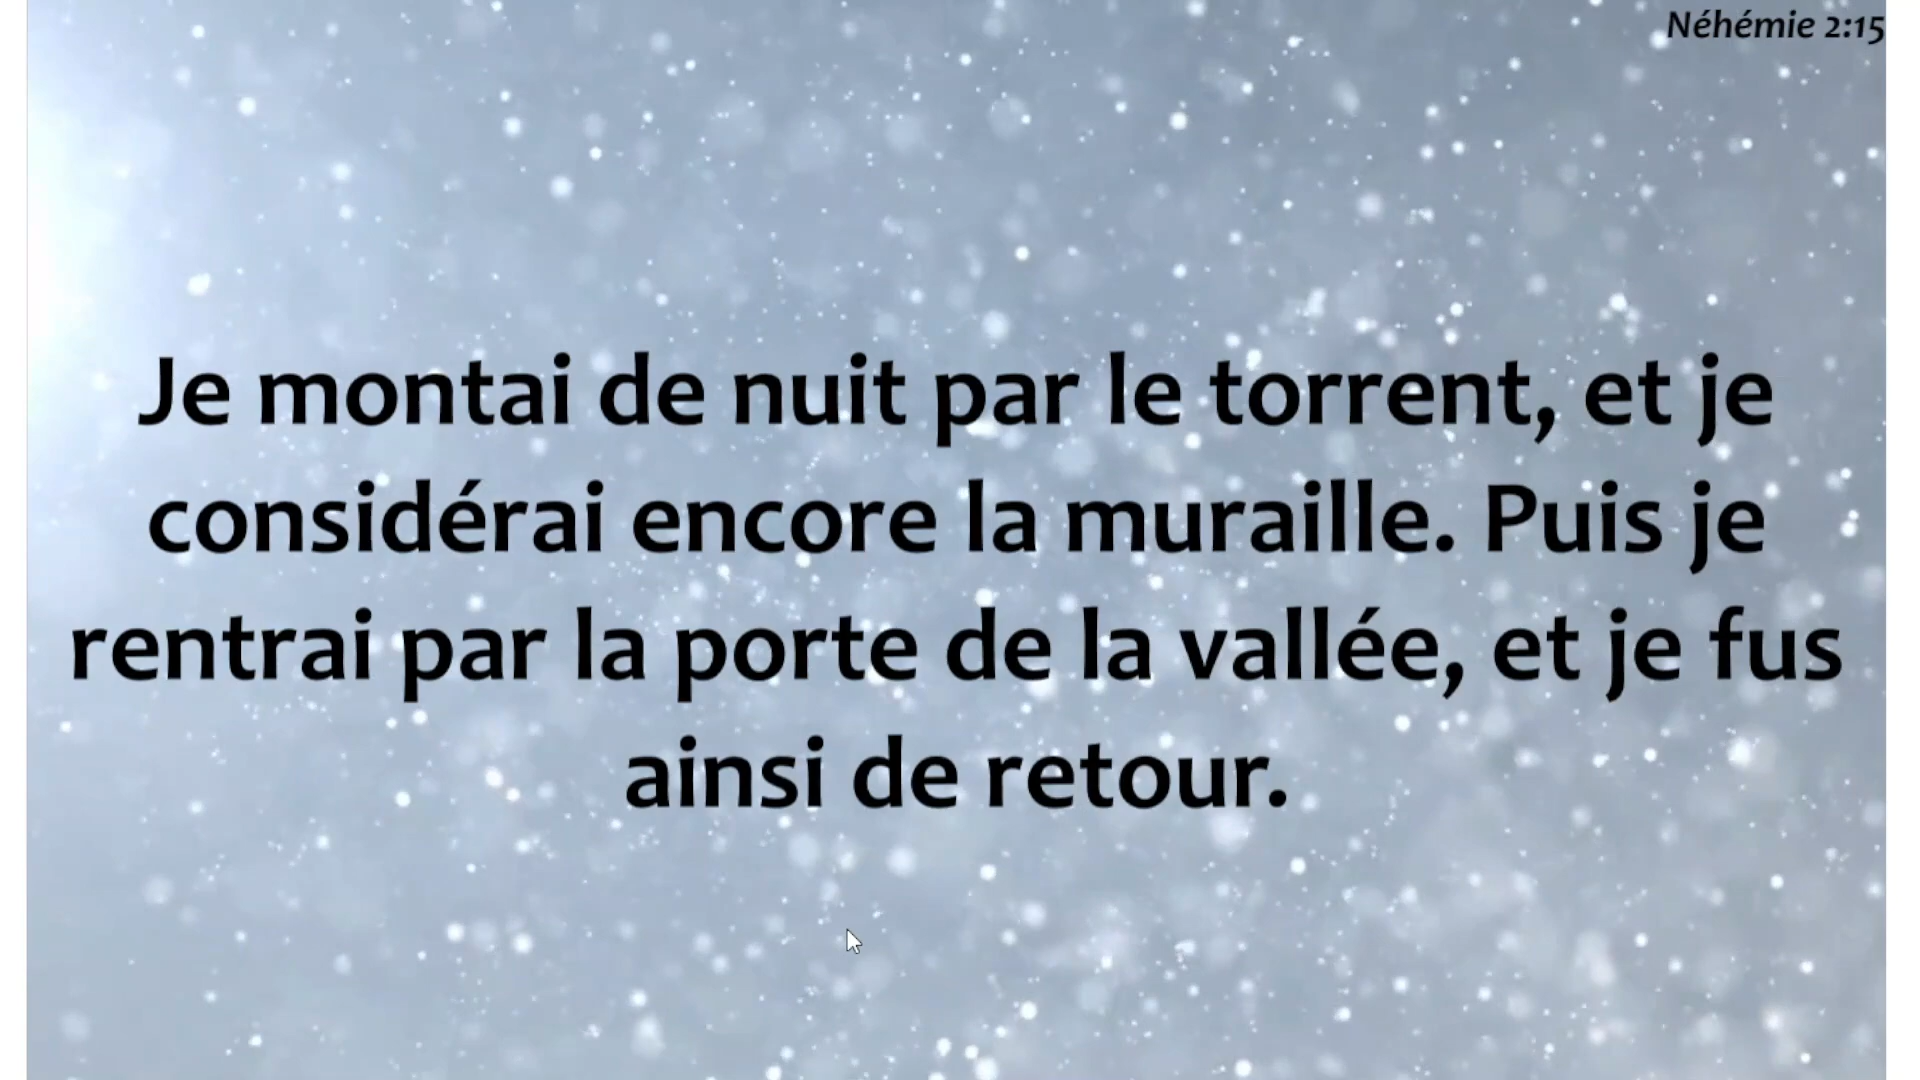 Néhémie 2:15
Je montai de nuit par le torrent, et je
considérai encore la muraille. Puis je
rentrai par la porte de la vallée, et je fus
ainsi de retour.